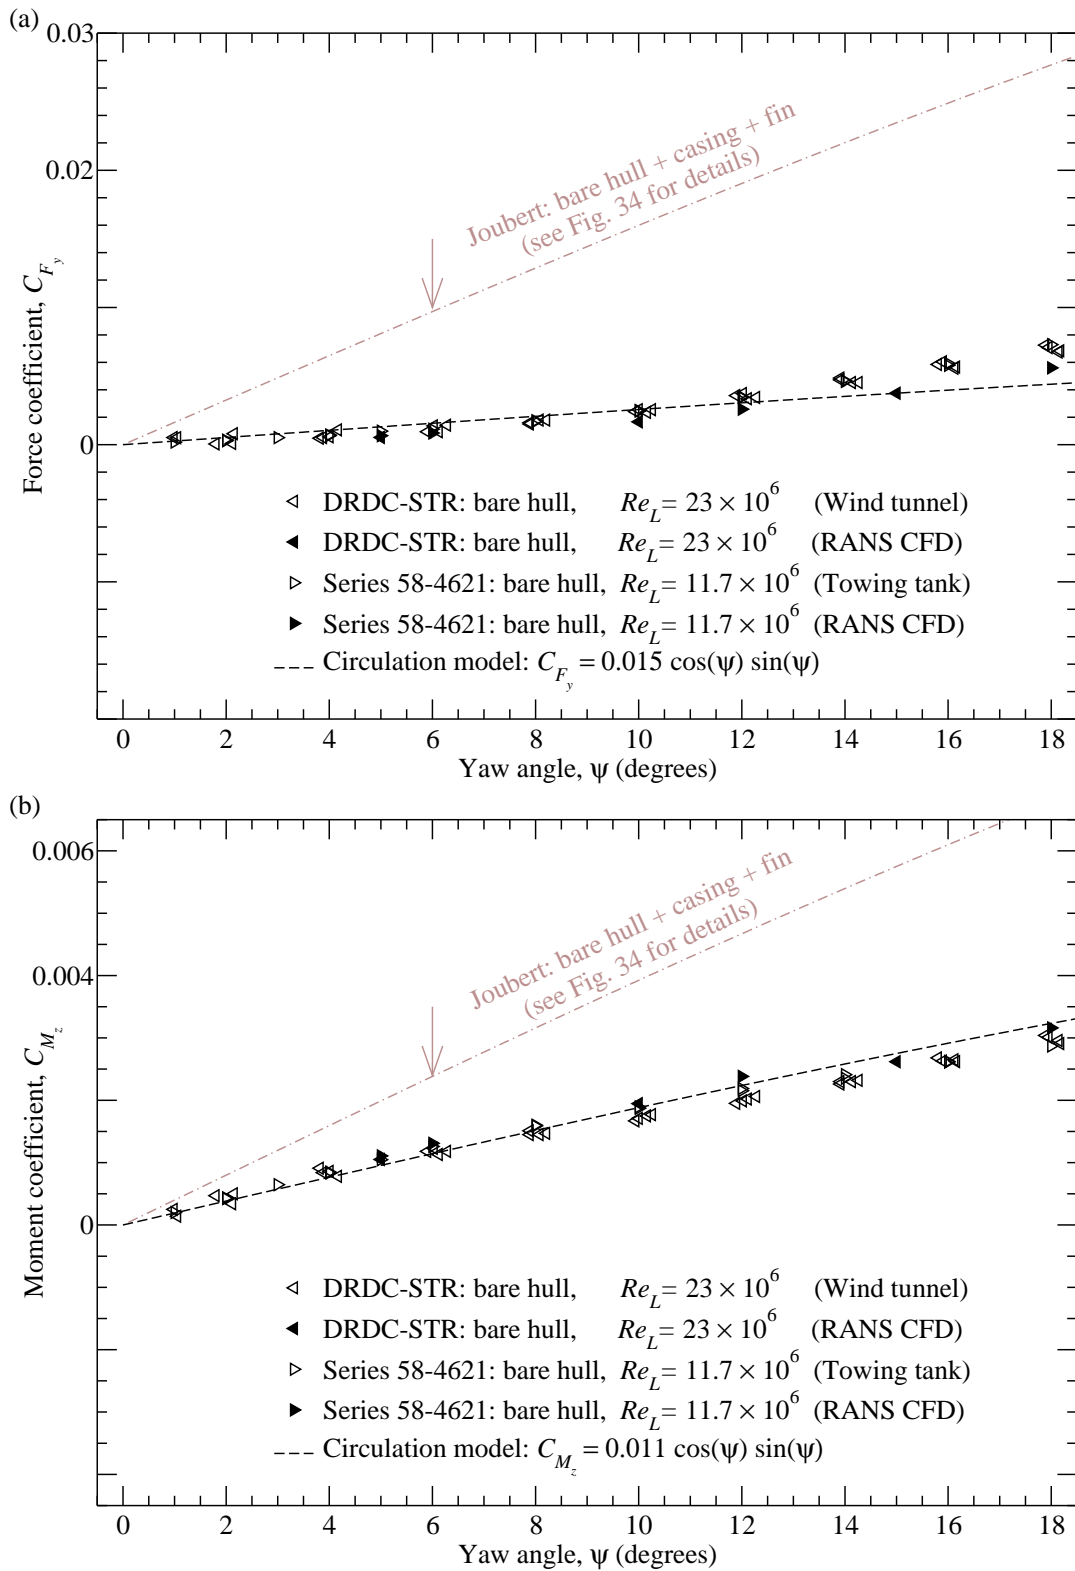 (a)
0.03
0.02
0
Force coefficient, C_{F_y}
Joubert: bare hull + casing + fin
(see Fig. 34 for details)
DRDC-STR: bare hull, Re_L = 23 × 10^6 (Wind tunnel)
DRDC-STR: bare hull, Re_L = 23 × 10^6 (RANS CFD)
Series 58-4621: bare hull, Re_L = 11.7 × 10^6 (Towing tank)
Series 58-4621: bare hull, Re_L = 11.7 × 10^6 (RANS CFD)
Circulation model: C_{F_y} = 0.015 cos(ψ) sin(ψ)
0 2 4 6 8 10 12 14 16 18
Yaw angle, ψ (degrees)
(b)
0.006
0.004
0
Moment coefficient, C_{M_z}
Joubert: bare hull + casing + fin
(see Fig. 34 for details)
DRDC-STR: bare hull, Re_L = 23 × 10^6 (Wind tunnel)
DRDC-STR: bare hull, Re_L = 23 × 10^6 (RANS CFD)
Series 58-4621: bare hull, Re_L = 11.7 × 10^6 (Towing tank)
Series 58-4621: bare hull, Re_L = 11.7 × 10^6 (RANS CFD)
Circulation model: C_{M_z} = 0.011 cos(ψ) sin(ψ)
0 2 4 6 8 10 12 14 16 18
Yaw angle, ψ (degrees)